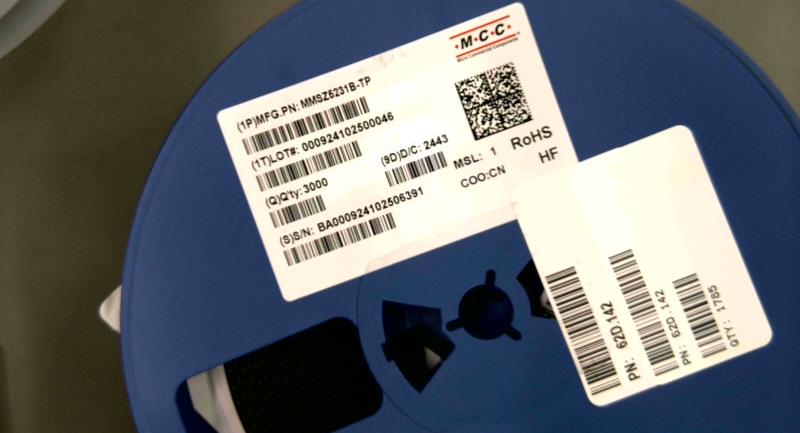 M·C·C
Micro Commercial Components
(1P)MFG.PN: MMSZ5231B-TP
(1T)LOT#: 000924102500046
(9D)D/C: 2443
(Q)Q'ty: 3000
MSL: 1 RoHS
COO:CN HF
(S)S/N: BA000924102506391
PN: 62D 142
PN: 62D 142
QTY: 1785